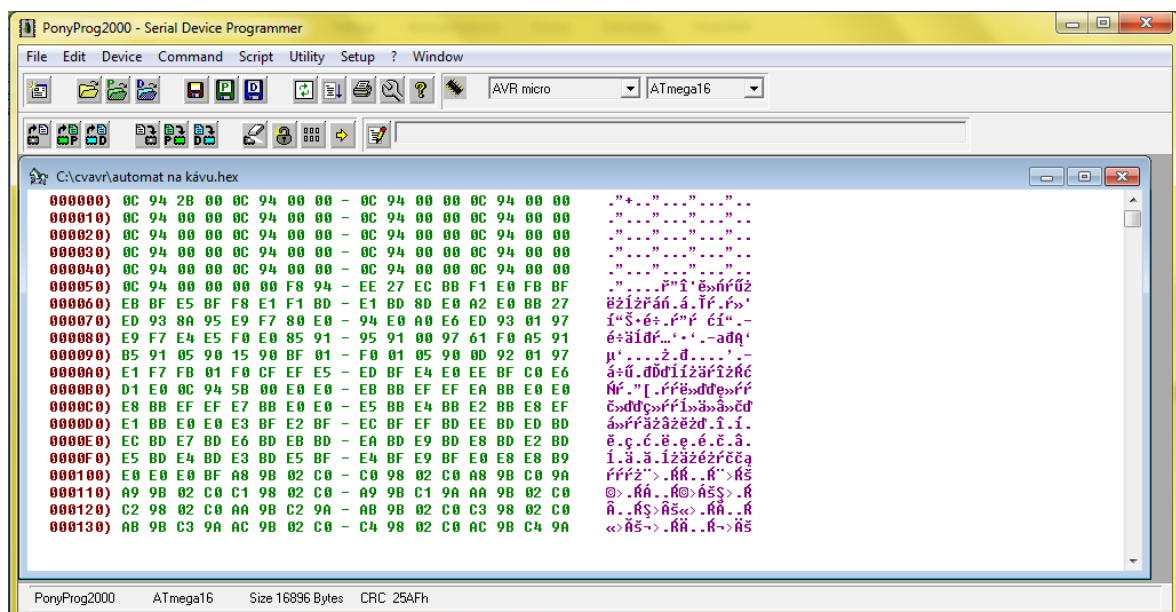 PonyProg2000 - Serial Device Programmer
File Edit Device Command Script Utility Setup ? Window
AVR micro ATmega16
C:\cvavr\automat na kávu.hex
000000) 0C 94 2B 00 0C 94 00 00 - 0C 94 00 00 0C 94 00 00 ."+.."..."..."..
000010) 0C 94 00 00 0C 94 00 00 - 0C 94 00 00 0C 94 00 00 ."..."..."..."..
000020) 0C 94 00 00 0C 94 00 00 - 0C 94 00 00 0C 94 00 00 ."..."..."..."..
000030) 0C 94 00 00 0C 94 00 00 - 0C 94 00 00 0C 94 00 00 ."..."..."..."..
000040) 0C 94 00 00 0C 94 00 00 - 0C 94 00 00 0C 94 00 00 ."..."..."..."..
000050) 0C 94 00 00 00 00 F8 94 - EE 27 EC BB F1 E0 FB BF ."....ř"î'ě»ńŕűż
000060) EB BF E5 BF F8 E1 F1 BD - E1 BD 8D E0 A2 E0 BB 27
000070) ED 93 8A 95 E9 F7 80 E0 - 94 E0 A0 E6 ED 93 01 97
000080) E9 F7 E4 E5 F0 E0 85 91 - 95 91 00 97 61 F0 A5 91
000090) B5 91 05 90 15 90 BF 01 - F0 01 05 90 0D 92 01 97
0000A0) E1 F7 FB 01 F0 CF EF E5 - ED BF E4 E0 EE BF C0 E6
0000B0) D1 E0 0C 94 5B 00 E0 E0 - EB BB EF EF EA BB E0 E0
0000C0) E8 BB EF EF E7 BB E0 E0 - E5 BB E4 BB E2 BB E8 EF
0000D0) E1 BB E0 E0 E3 BF E2 BF - EC BF EF BD EE BD ED BD
0000E0) EC BD E7 BD E6 BD EB BD - EA BD E9 BD E8 BD E2 BD
0000F0) E5 BD E4 BD E3 BD E5 BF - E4 BF E9 BF E0 E8 E8 B9
000100) E0 E0 E0 BF A8 9B 02 C0 - C0 98 02 C0 A8 9B C0 9A
000110) A9 9B 02 C0 C1 98 02 C0 - A9 9B C1 9A AA 9B 02 C0
000120) C2 98 02 C0 AA 9B C2 9A - AB 9B 02 C0 C3 98 02 C0
000130) AB 9B C3 9A AC 9B 02 C0 - C4 98 02 C0 AC 9B C4 9A
PonyProg2000 ATmega16 Size 16896 Bytes CRC 25AFh